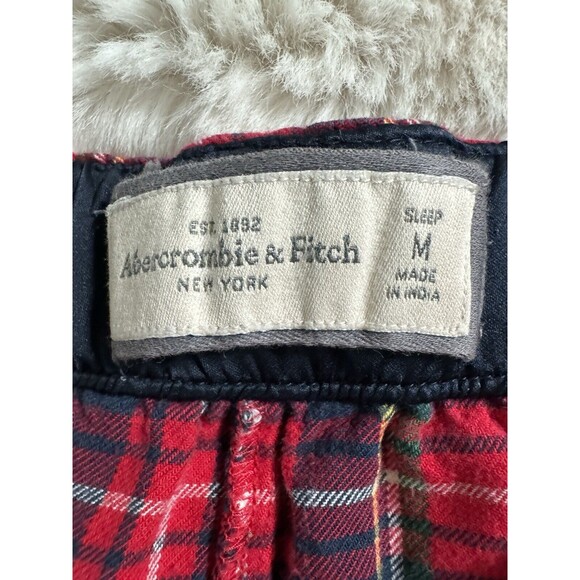 EST. 1892
Abercrombie & Fitch
NEW YORK
SLEEP
M
MADE
IN INDIA